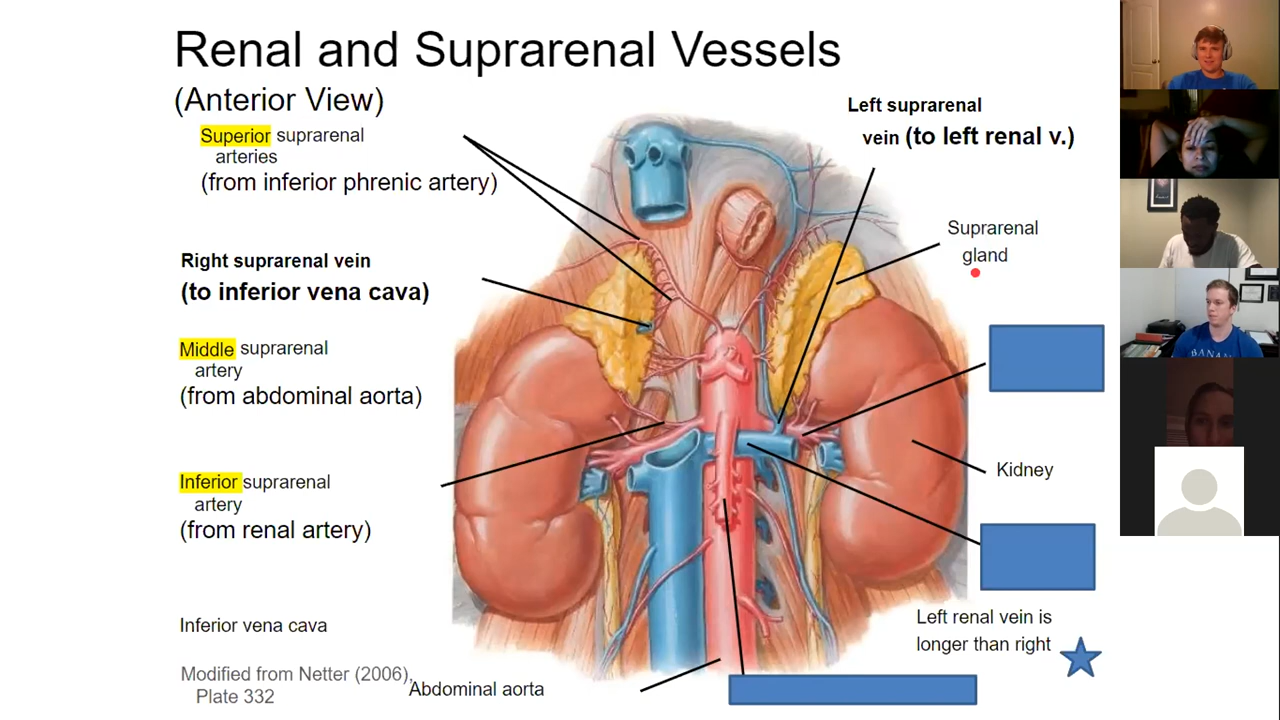 Renal and Suprarenal Vessels
(Anterior View)
Superior suprarenal
arteries
(from inferior phrenic artery)
Right suprarenal vein
(to inferior vena cava)
Middle suprarenal
artery
(from abdominal aorta)
Inferior suprarenal
artery
(from renal artery)
Inferior vena cava
Modified from Netter (2006),
Plate 332
Abdominal aorta
Left suprarenal
vein (to left renal v.)
Suprarenal
gland
Kidney
Left renal vein is
longer than right
BANAN